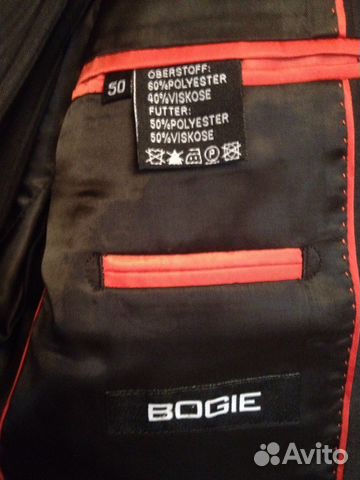 50
OBERSTOFF:
60%POLYESTER
40%VISKOSE
FUTTER:
50%POLYESTER
50%VISKOSE
P
BOGIE
Avito